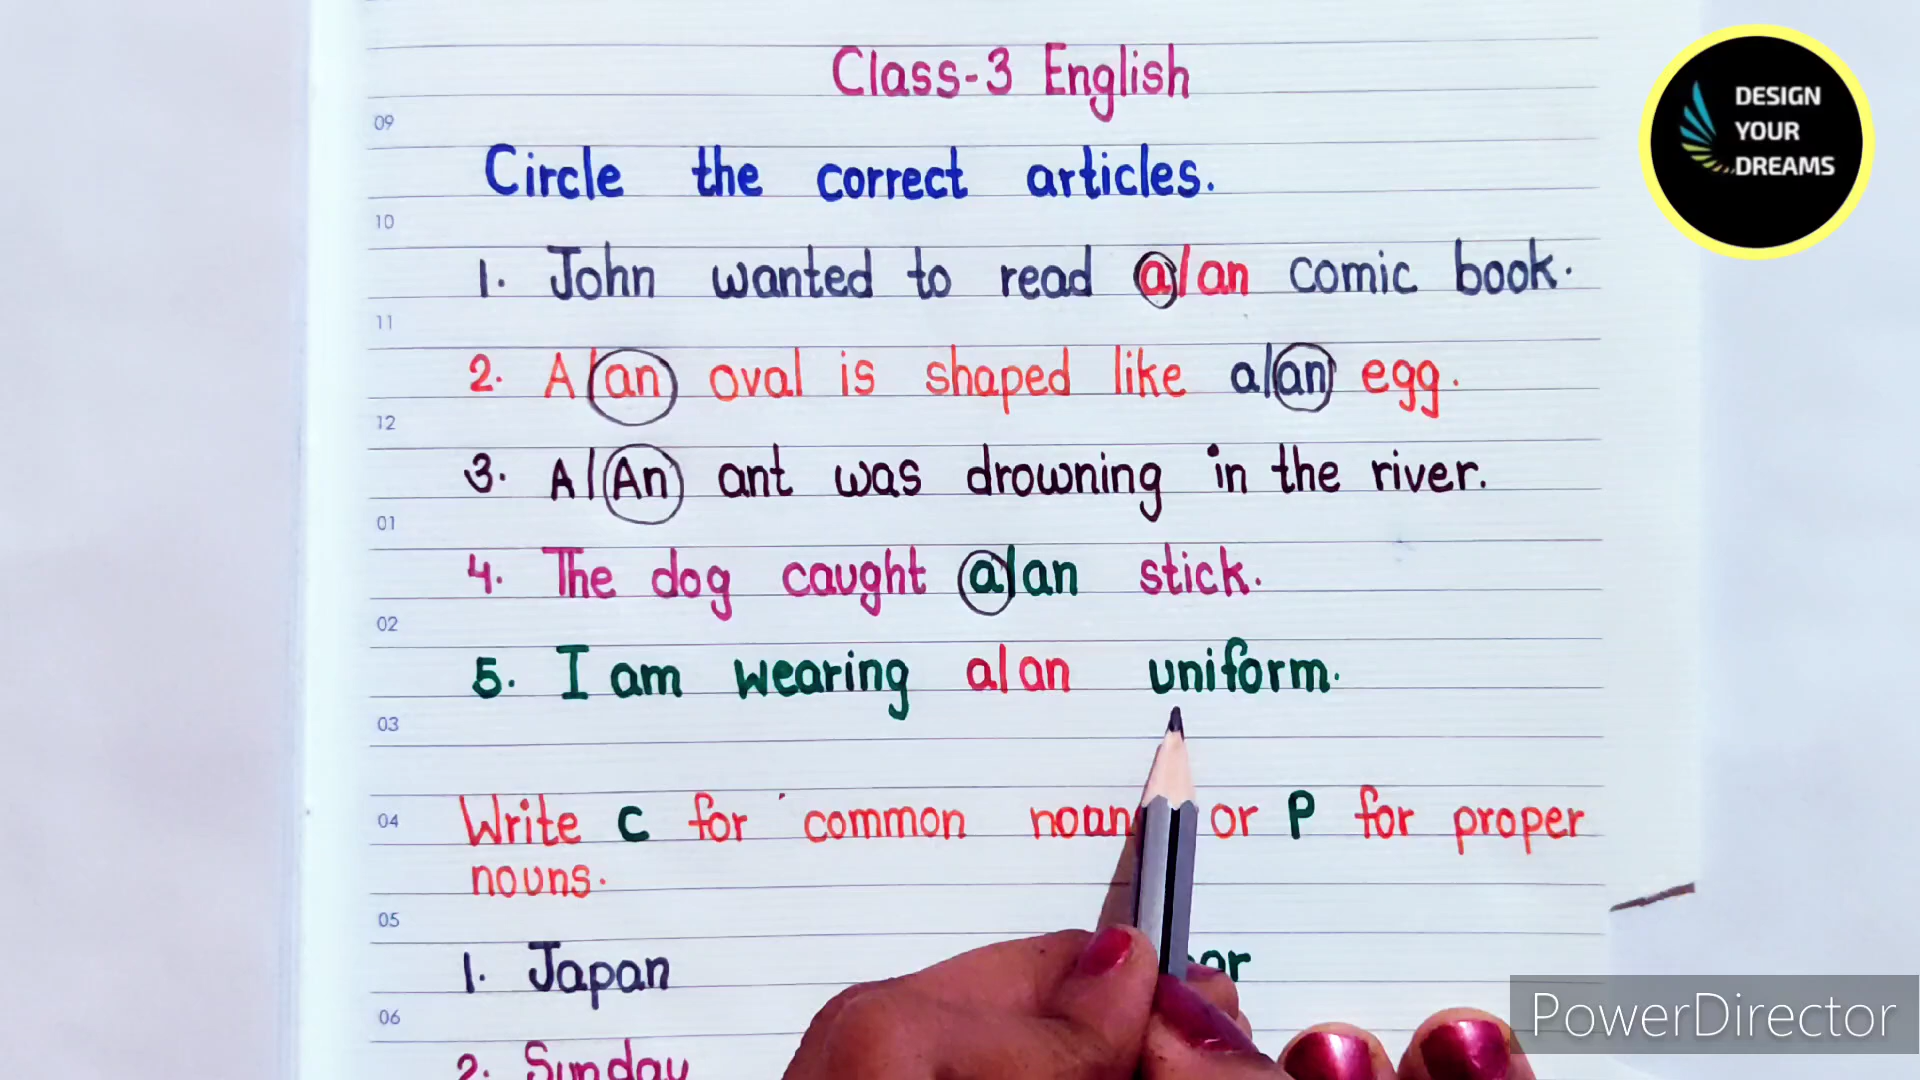 Class-3 English
DESIGN
YOUR
DREAMS
09
Circle the correct articles.
10
1. John wanted to read a/an comic book.
11
2. A/an oval is shaped like a/an egg.
12
3. A/An ant was drowning in the river.
01
4. The dog caught a/an stick.
02
5. I am wearing a/an uniform.
03
04
Write C for common or P for proper
nouns.
05
1. Japan
06
2. Sunday
PowerDirector